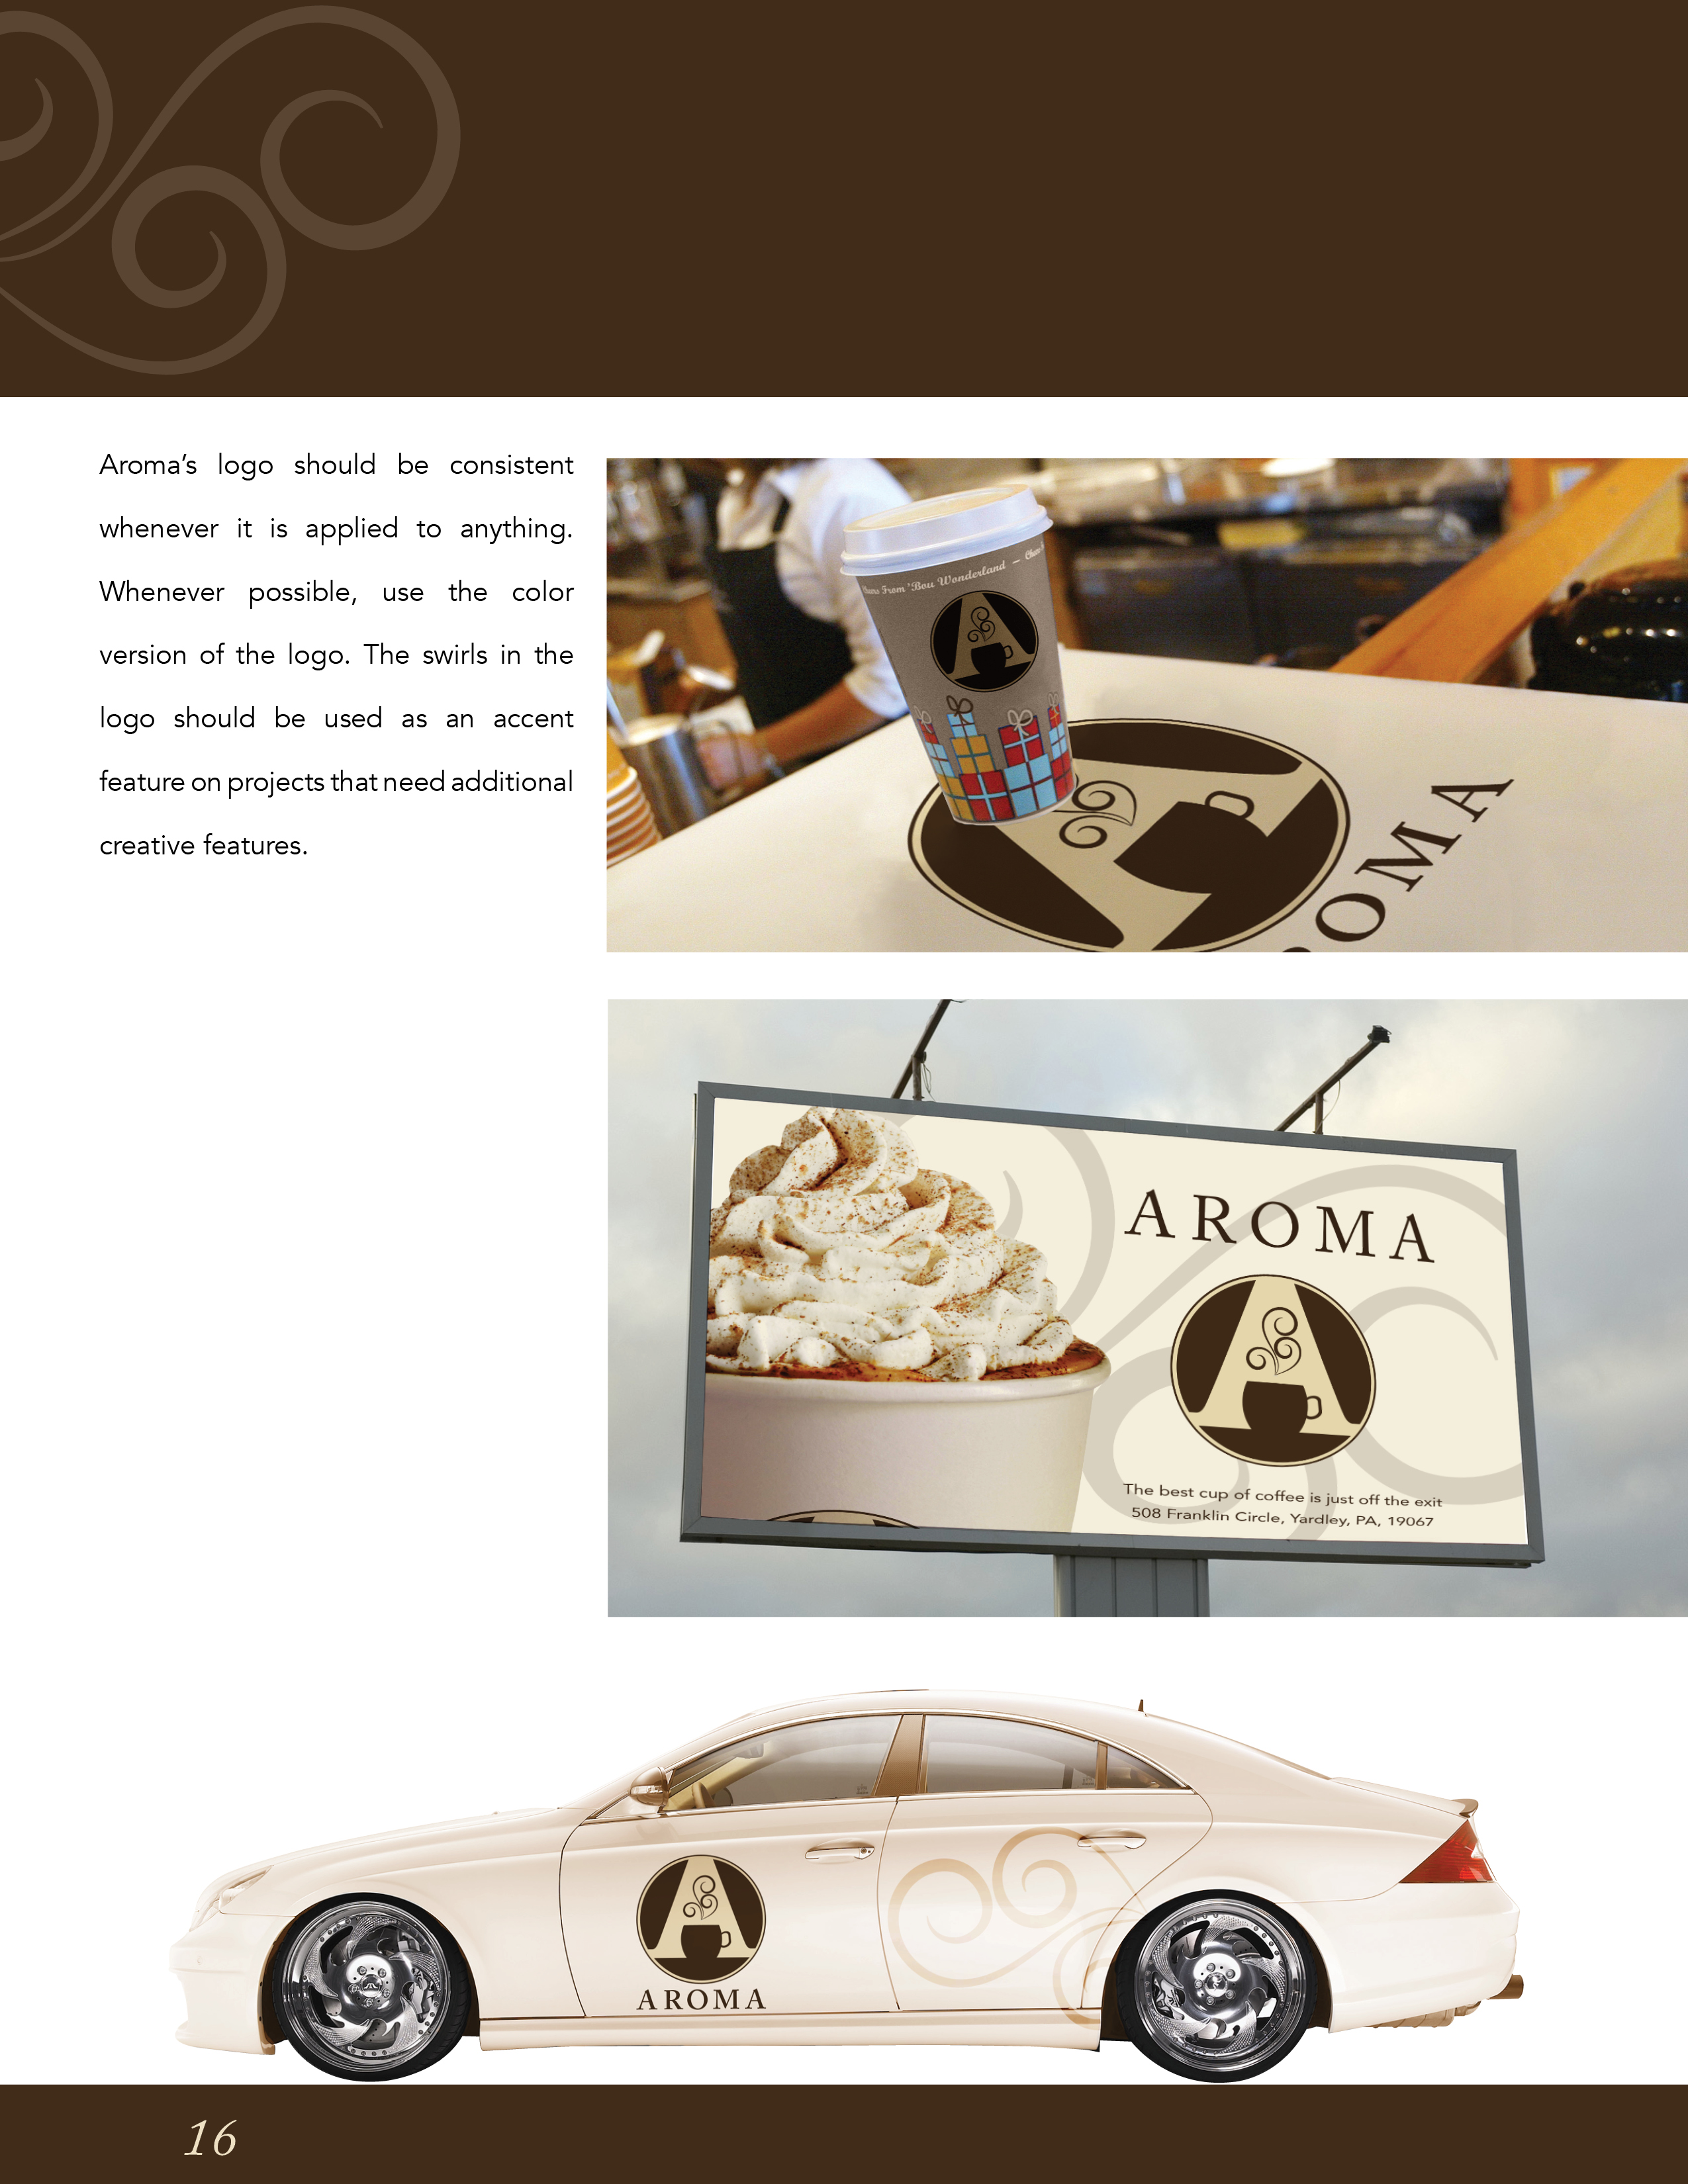 Aroma’s logo should be consistent
whenever it is applied to anything.
Whenever possible, use the color
version of the logo. The swirls in the
logo should be used as an accent
feature on projects that need additional
creative features.
From 'Bou Wonderland –
A
OMA
AROMA
A
The best cup of coffee is just off the exit
508 Franklin Circle, Yardley, PA, 19067
A
AROMA
16